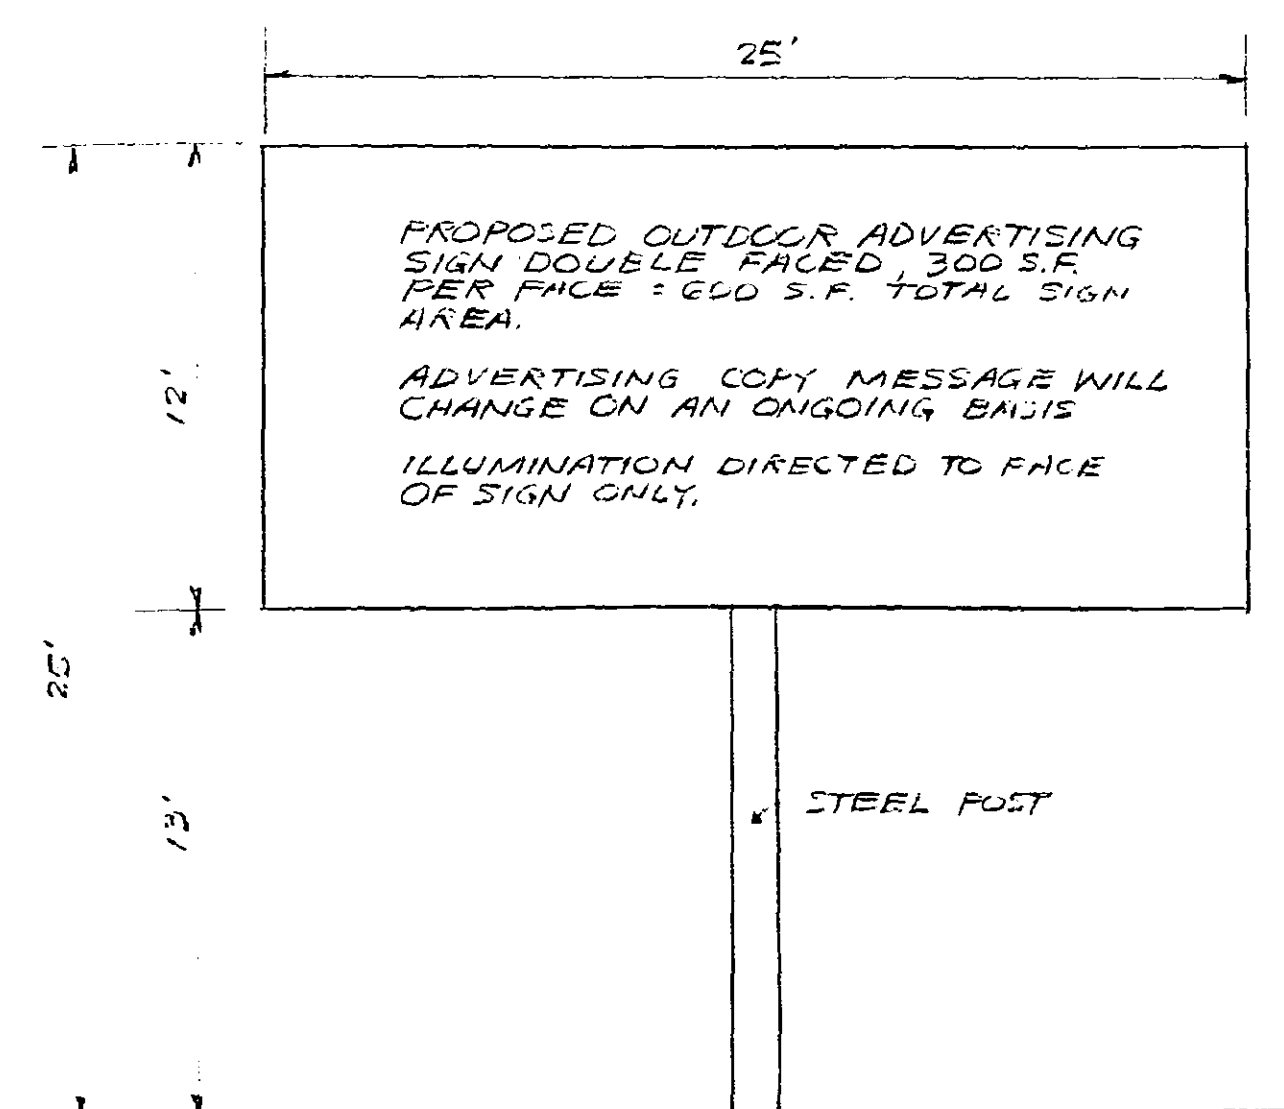 25'
PROPOSED OUTDOOR ADVERTISING
SIGN DOUBLE FACED, 300 S.F.
PER FACE = 600 S.F. TOTAL SIGN
AREA.
ADVERTISING COPY MESSAGE WILL
CHANGE ON AN ONGOING BASIS
ILLUMINATION DIRECTED TO FACE
OF SIGN ONLY.
12'
25'
13'
STEEL POST